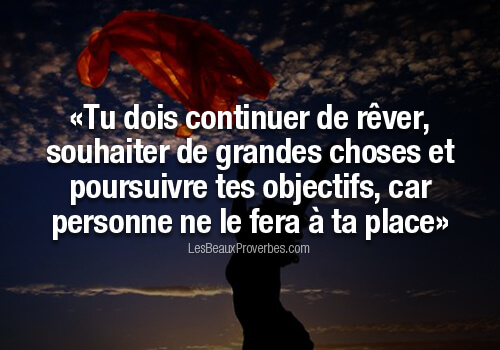 «Tu dois continuer de rêver,
souhaiter de grandes choses et
poursuivre tes objectifs, car
personne ne le fera à ta place»
LesBeauxProverbes.com